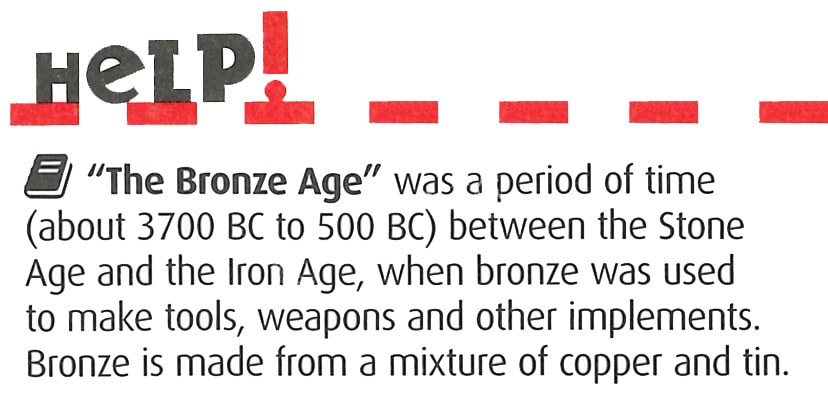 HeLP!
“The Bronze Age” was a period of time
(about 3700 BC to 500 BC) between the Stone
Age and the Iron Age, when bronze was used
to make tools, weapons and other implements.
Bronze is made from a mixture of copper and tin.